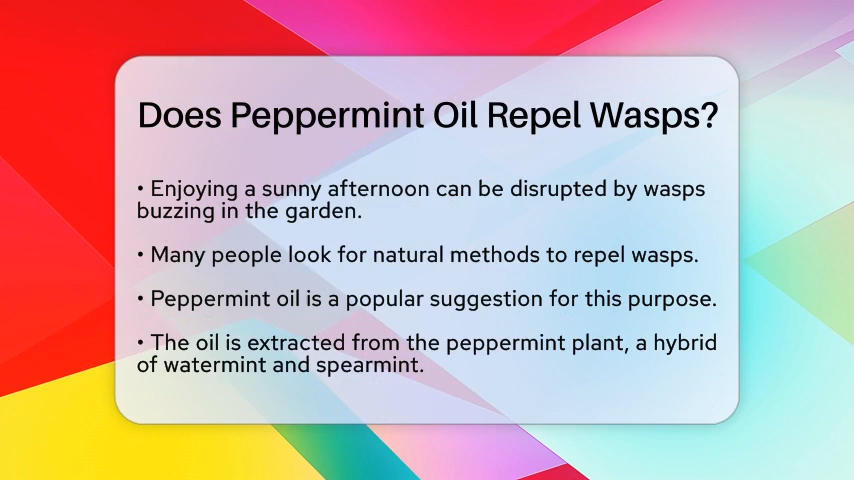 Does Peppermint Oil Repel Wasps?
• Enjoying a sunny afternoon can be disrupted by wasps
buzzing in the garden.
• Many people look for natural methods to repel wasps.
• Peppermint oil is a popular suggestion for this purpose.
• The oil is extracted from the peppermint plant, a hybrid
of watermint and spearmint.